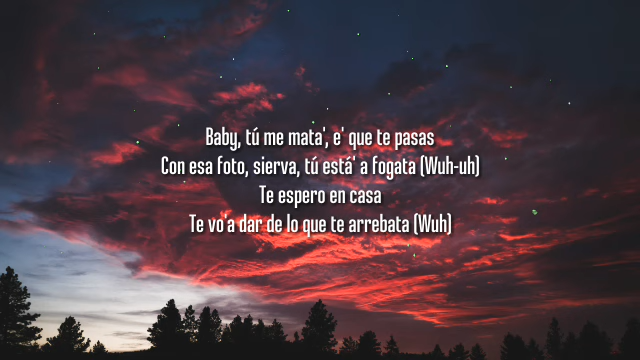 Baby, tú me mata', e' que te pasas
Con esa foto, sierva, tú está' a fogata (Wuh-uh)
Te espero en casa
Te vo'a dar de lo que te arrebata (Wuh)